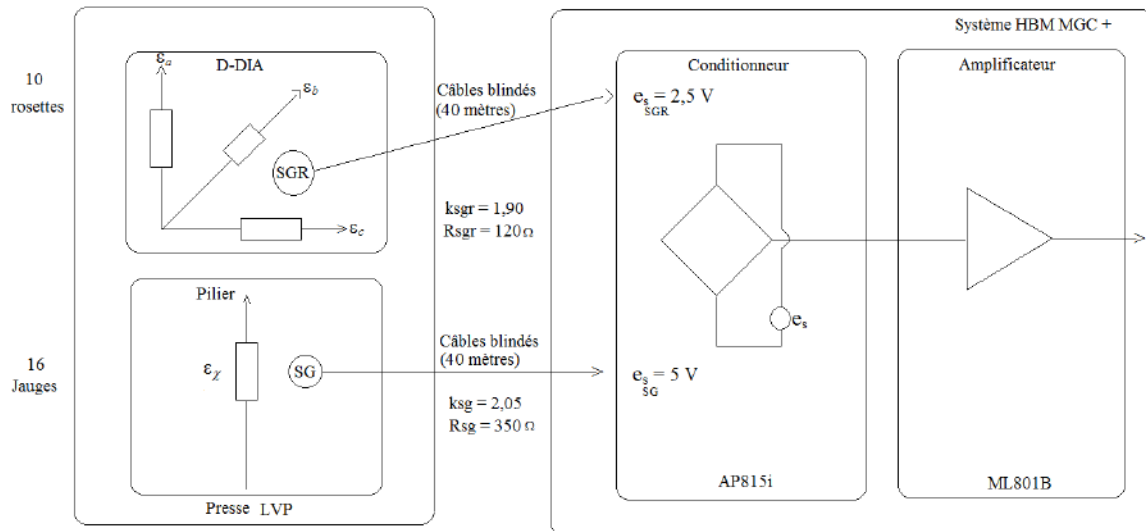 10
rosettes
D-DIA
εa
εb
SGR
εc
Câbles blindés
(40 mètres)
ksgr = 1,90
Rsgr = 120 Ω
16
Jauges
Pilier
εχ
SG
Presse LVP
Câbles blindés
(40 mètres)
ksg = 2,05
Rsg = 350 Ω
Système HBM MGC +
Conditionneur
es = 2,5 V
SGR
es
es = 5 V
SG
AP815i
Amplificateur
ML801B